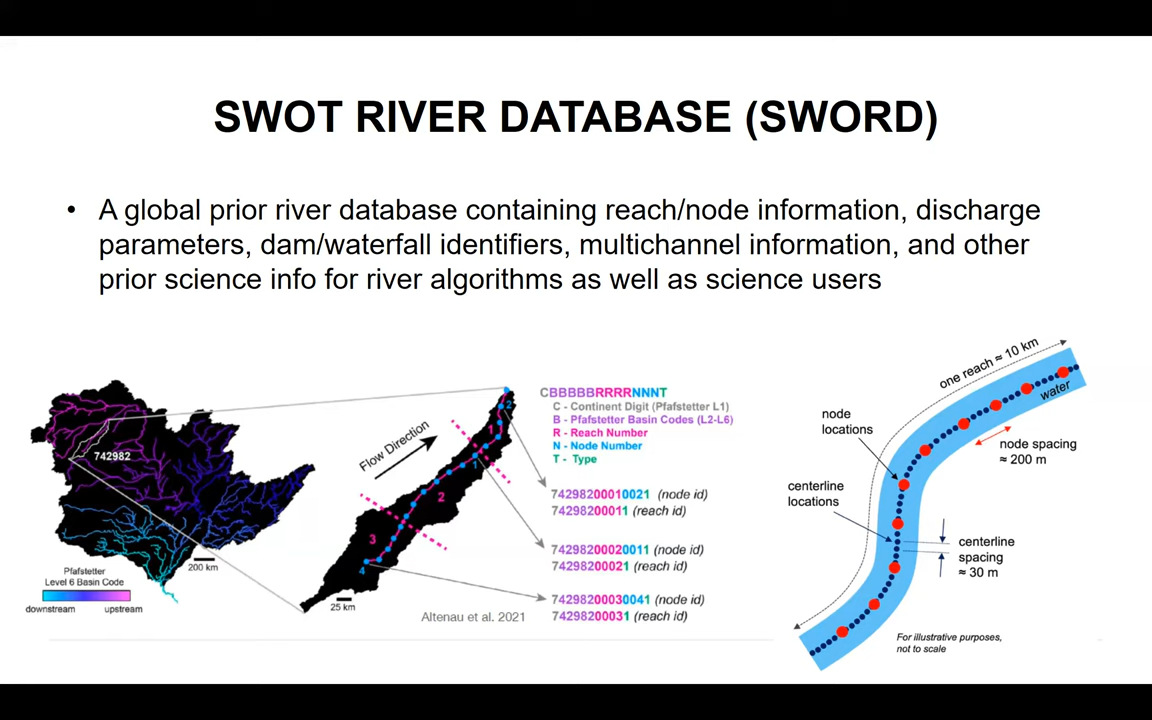 SWOT RIVER DATABASE (SWORD)
• A global prior river database containing reach/node information, discharge
parameters, dam/waterfall identifiers, multichannel information, and other
prior science info for river algorithms as well as science users
742982
200 km
Pfafstetter
Level 6 Basin Code
downstream
upstream
Flow Direction
2
1
1
2
3
4
25 km
CBBBBBRRRRNNNT
C - Continent Digit (Pfafstetter L1)
B - Pfafstetter Basin Codes (L2-L6)
R - Reach Number
N - Node Number
T - Type
74298200010021 (node id)
74298200011 (reach id)
74298200020011 (node id)
74298200021 (reach id)
74298200030041 (node id)
74298200031 (reach id)
Altenau et al. 2021
one reach ≈ 10 km
water
node
locations
node spacing
≈ 200 m
centerline
locations
centerline
spacing
≈ 30 m
For illustrative purposes,
not to scale